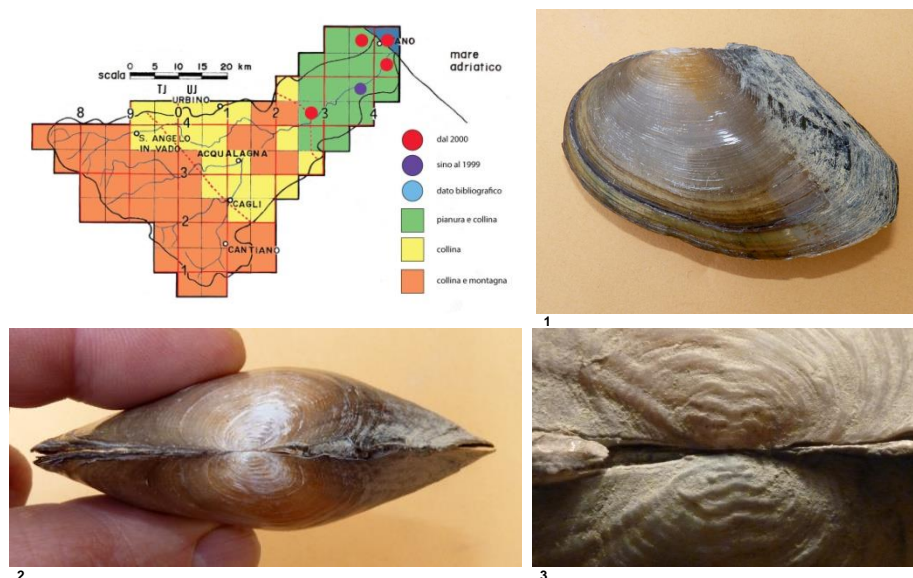 ANO
mare
adriatico
scala
0 5 10 15 20 km
TJ UJ
URBINO
8 9 0 1 2 3 4
4
S. ANGELO
IN VADO
ACQUALAGNA
3
CAGLI
2
CANTIANO
1
dal 2000
sino al 1999
dato bibliografico
pianura e collina
collina
collina e montagna
1
2
3